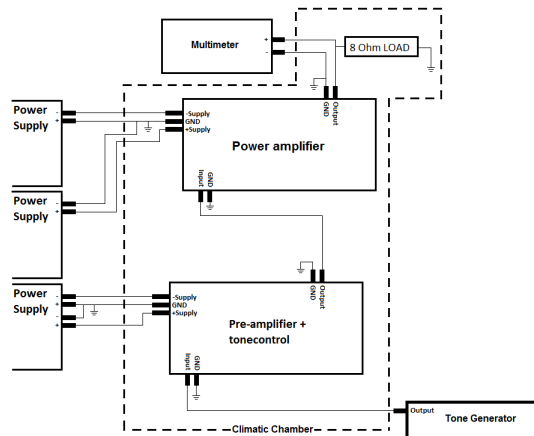 Multimeter
+
-
8 Ohm LOAD
Power
Supply
-
+
-Supply
GND
+Supply
GND
Output
Power amplifier
Input
GND
Power
Supply
-
+
Power
Supply
-
+
-
+
-Supply
GND
+Supply
GND
Output
Pre-amplifier +
tonecontrol
Input
GND
Output
Tone Generator
Climatic Chamber